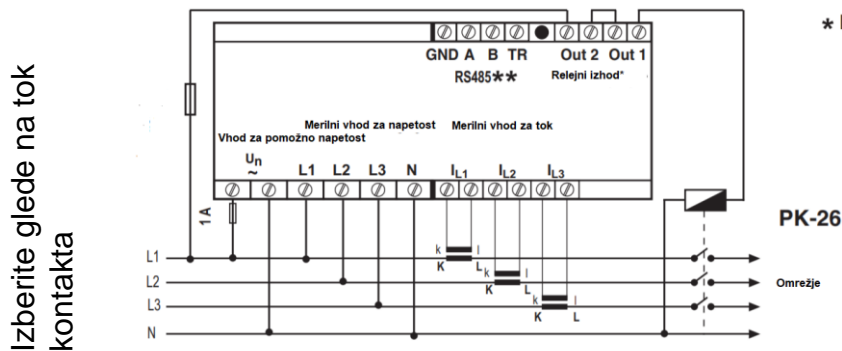 * I
GND A B TR Out 2 Out 1
RS485** Relejni izhod*
Merilni vhod za napetost Merilni vhod za tok
Vhod za pomožno napetost
Un
~ L1 L2 L3 N IL1 IL2 IL3
1 A
PK-26
L1 k l
K L
L2 k l Omrežje
K L
L3 k l
K L
N
Izberite glede na tok
kontakta